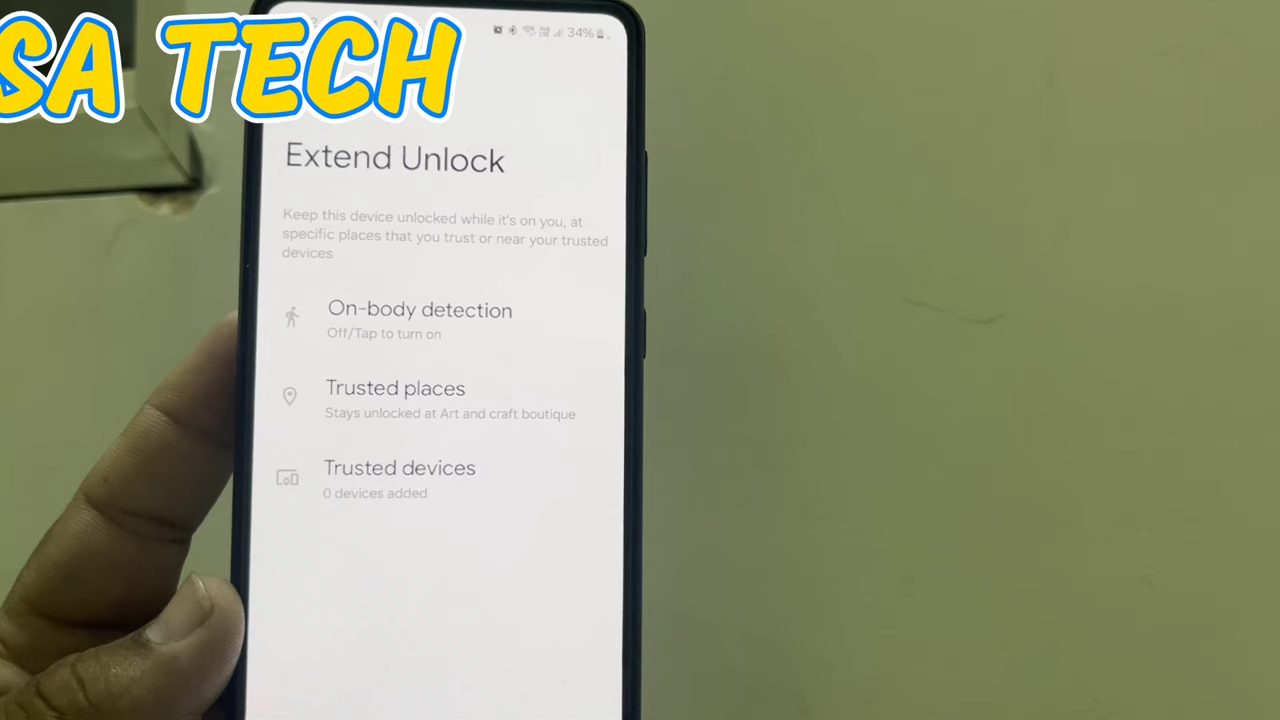 SA TECH
34%
Extend Unlock
Keep this device unlocked while it's on you, at
specific places that you trust or near your trusted
devices
On-body detection
Off/Tap to turn on
Trusted places
Stays unlocked at Art and craft boutique
Trusted devices
0 devices added